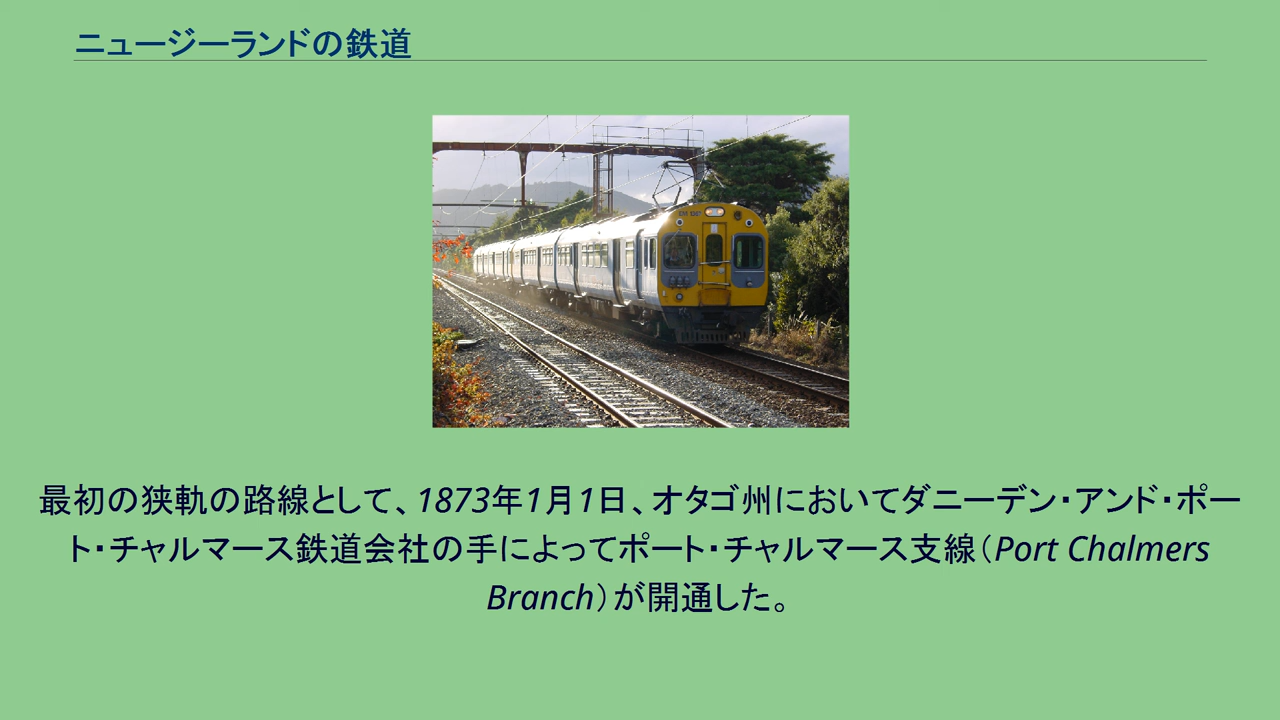 ニュージーランドの鉄道
最初の狭軌の路線として、1873年1月1日、オタゴ州においてダニーデン・アンド・ポー
ト・チャルマース鉄道会社の手によってポート・チャルマース支線（Port Chalmers
Branch）が開通した。